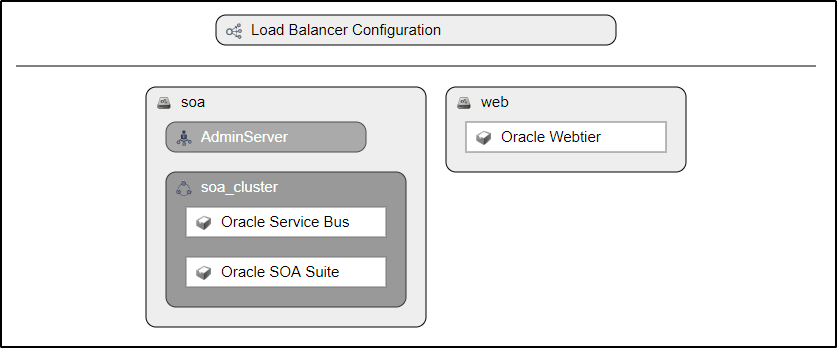 Load Balancer Configuration
soa
AdminServer
soa_cluster
Oracle Service Bus
Oracle SOA Suite
web
Oracle Webtier